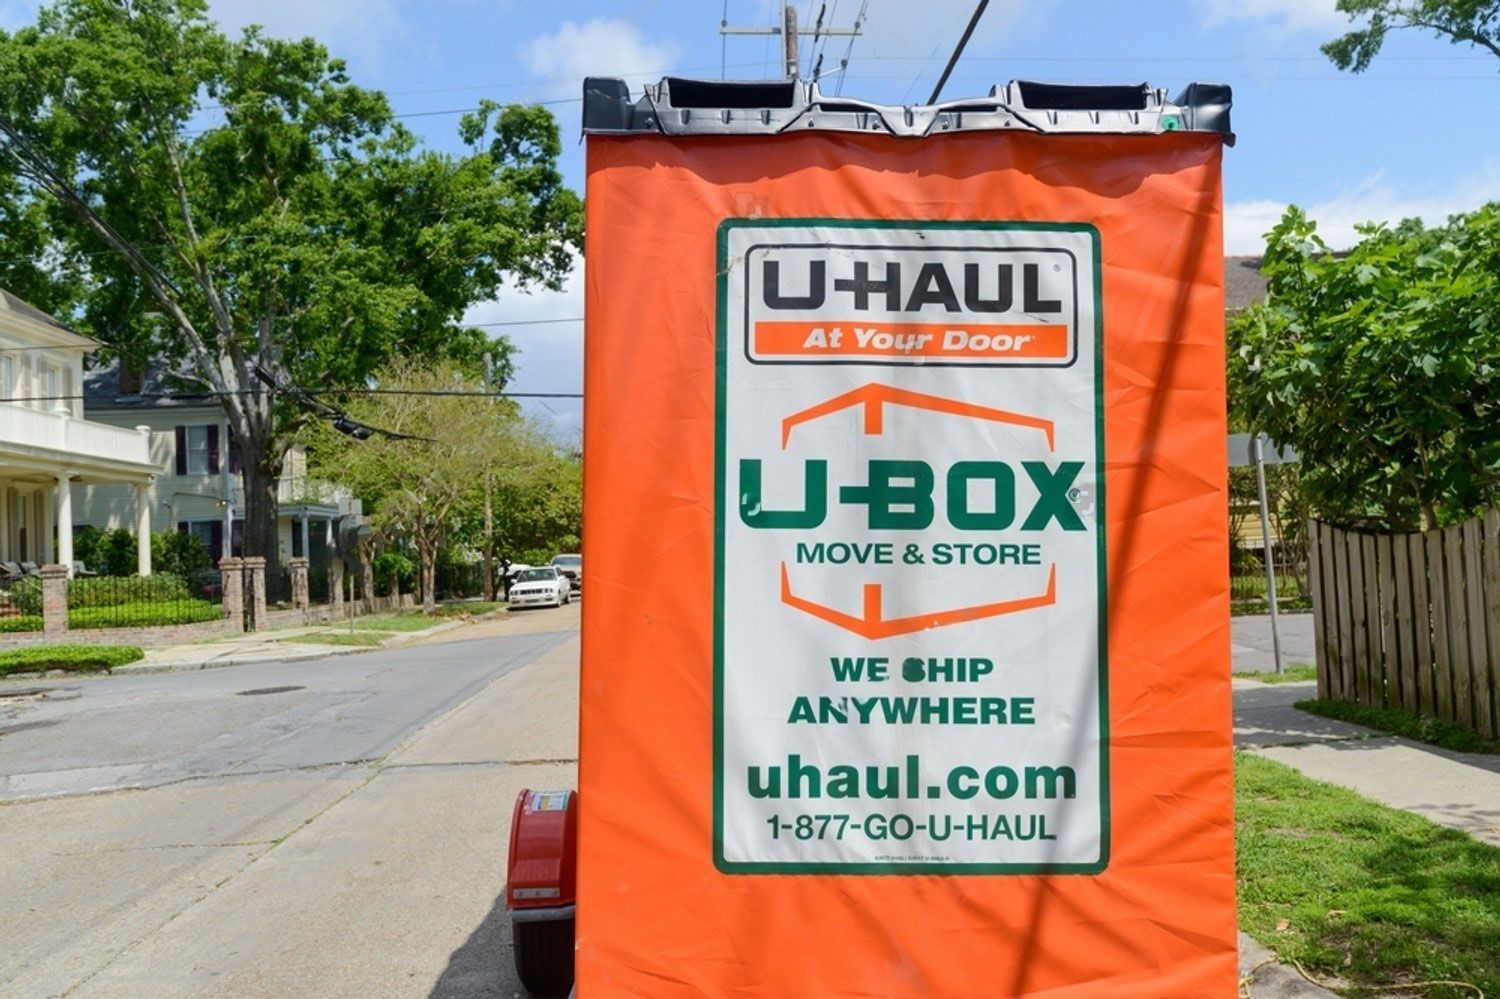 U-HAUL®
At Your Door
U-BOX®
MOVE & STORE
WE SHIP
ANYWHERE
uhaul.com
1-877-GO-U-HAUL